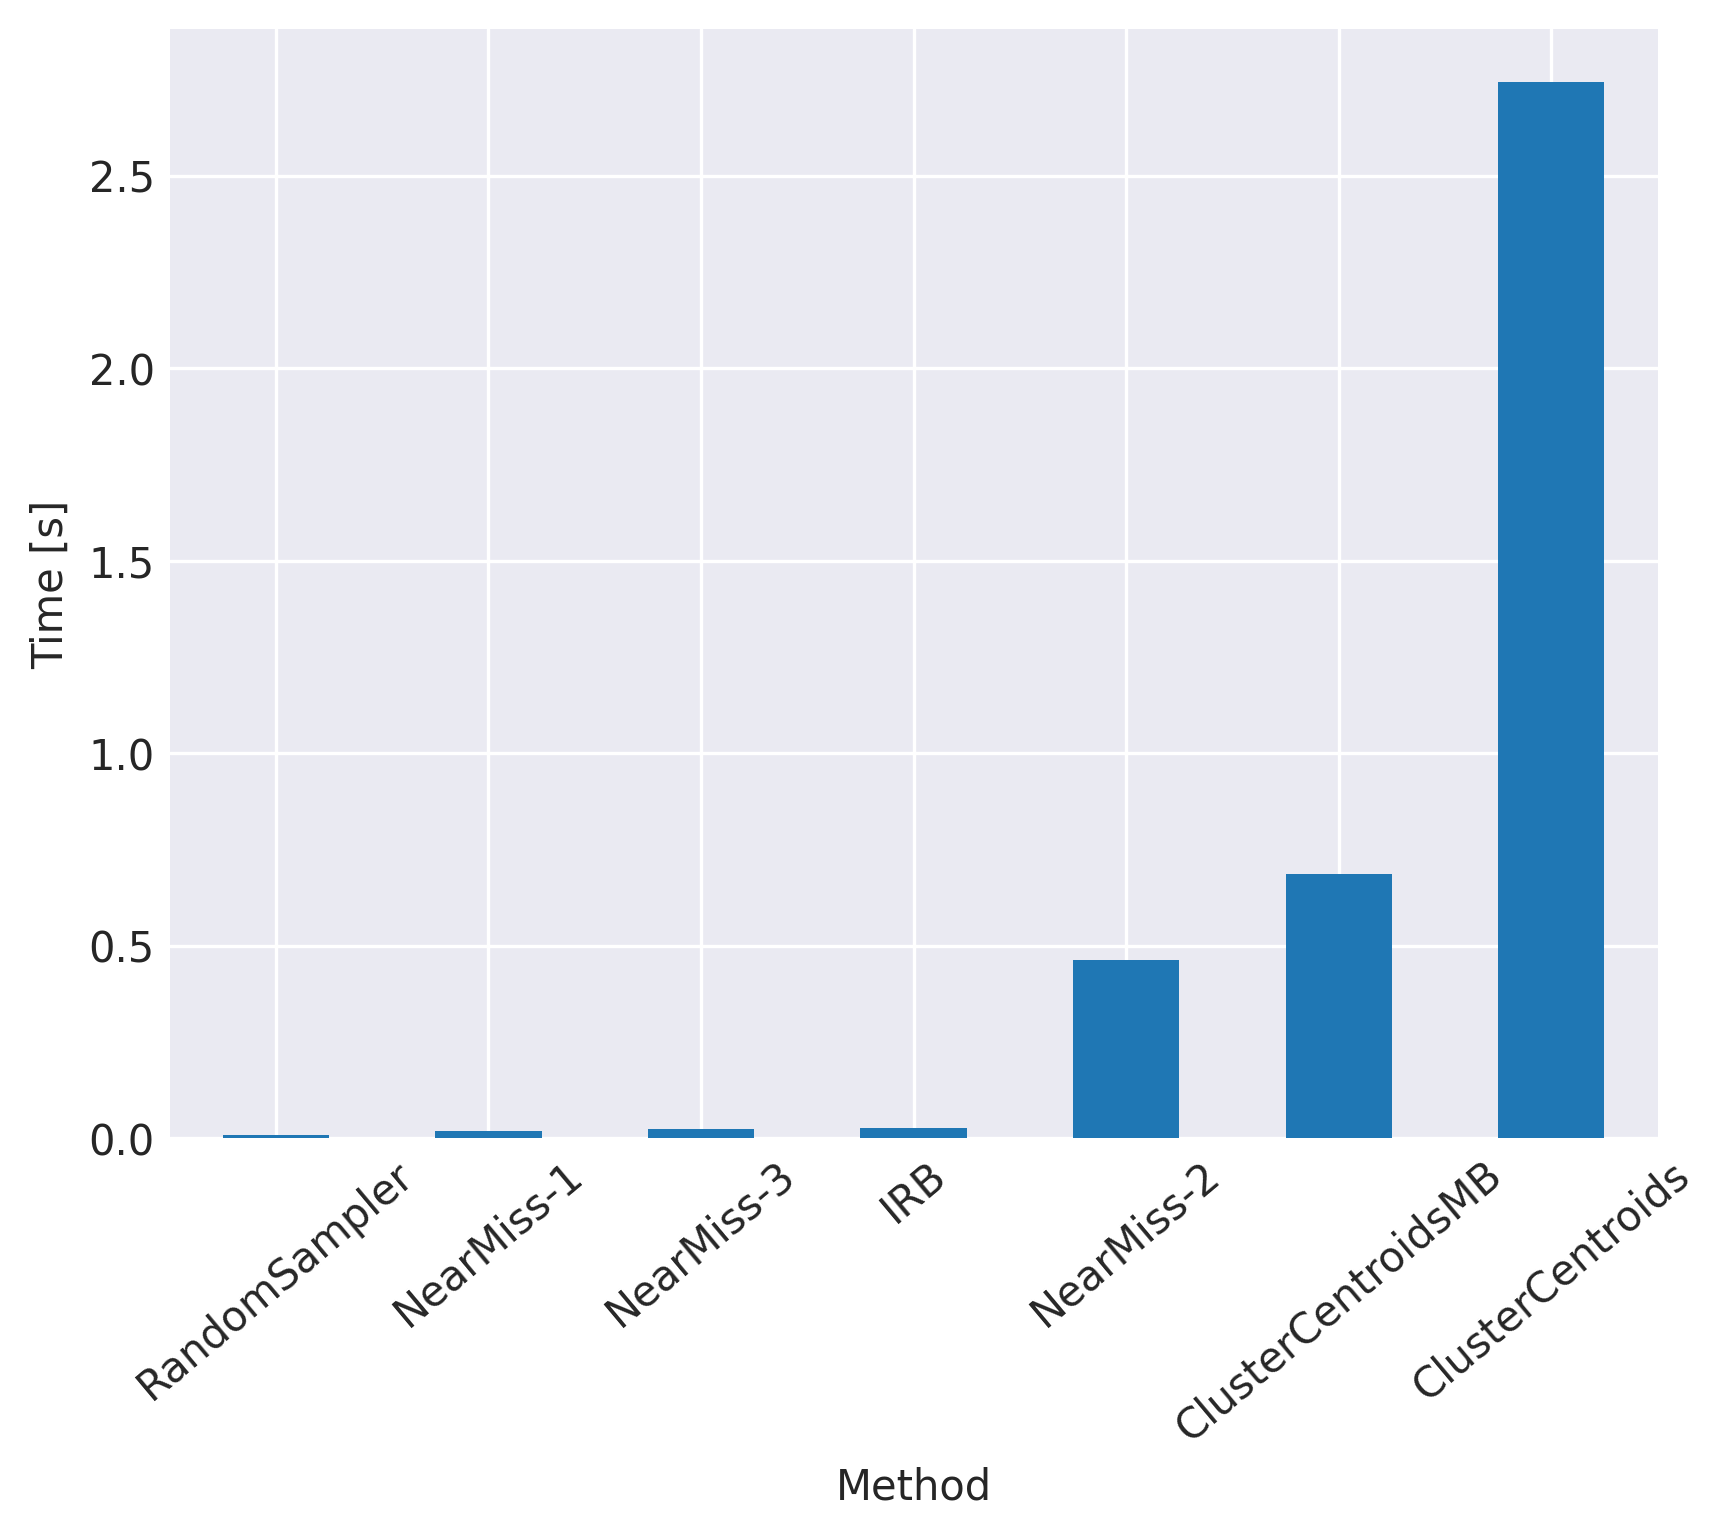 2.5
2.0
1.5
1.0
0.5
0.0
Time [s]
RandomSampler
NearMiss-1
NearMiss-3
IRB
NearMiss-2
ClusterCentroidsMB
ClusterCentroids
Method